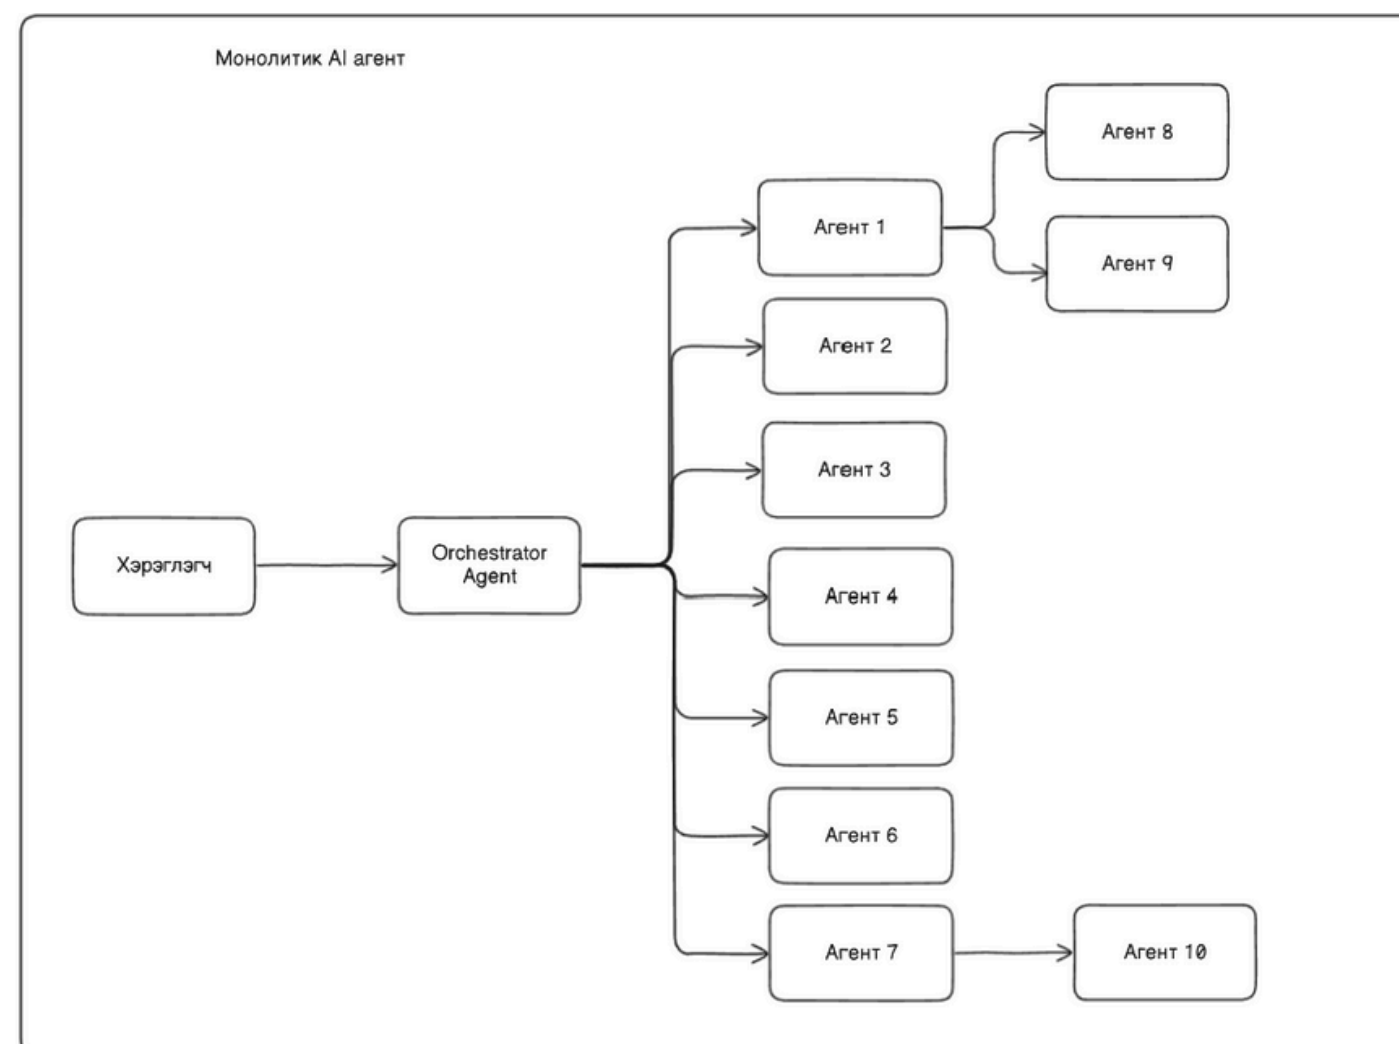 Монолитик AI агент
Агент 8
Агент 1
Агент 9
Агент 2
Агент 3
Хэрэглэгч
Orchestrator
Agent
Агент 4
Агент 5
Агент 6
Агент 7
Агент 10